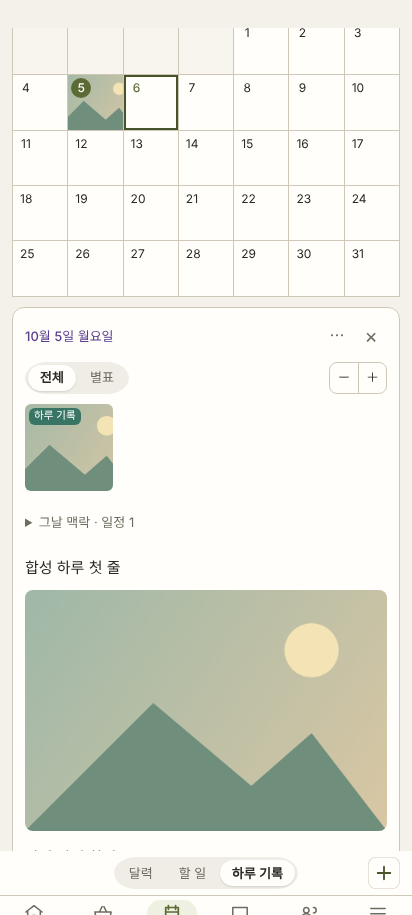 1 2 3
4 5 6 7 8 9 10
11 12 13 14 15 16 17
18 19 20 21 22 23 24
25 26 27 28 29 30 31
10월 5일 월요일
전체 별표
하루 기록
그날 맥락 · 일정 1
합성 하루 첫 줄
달력 할 일 하루 기록